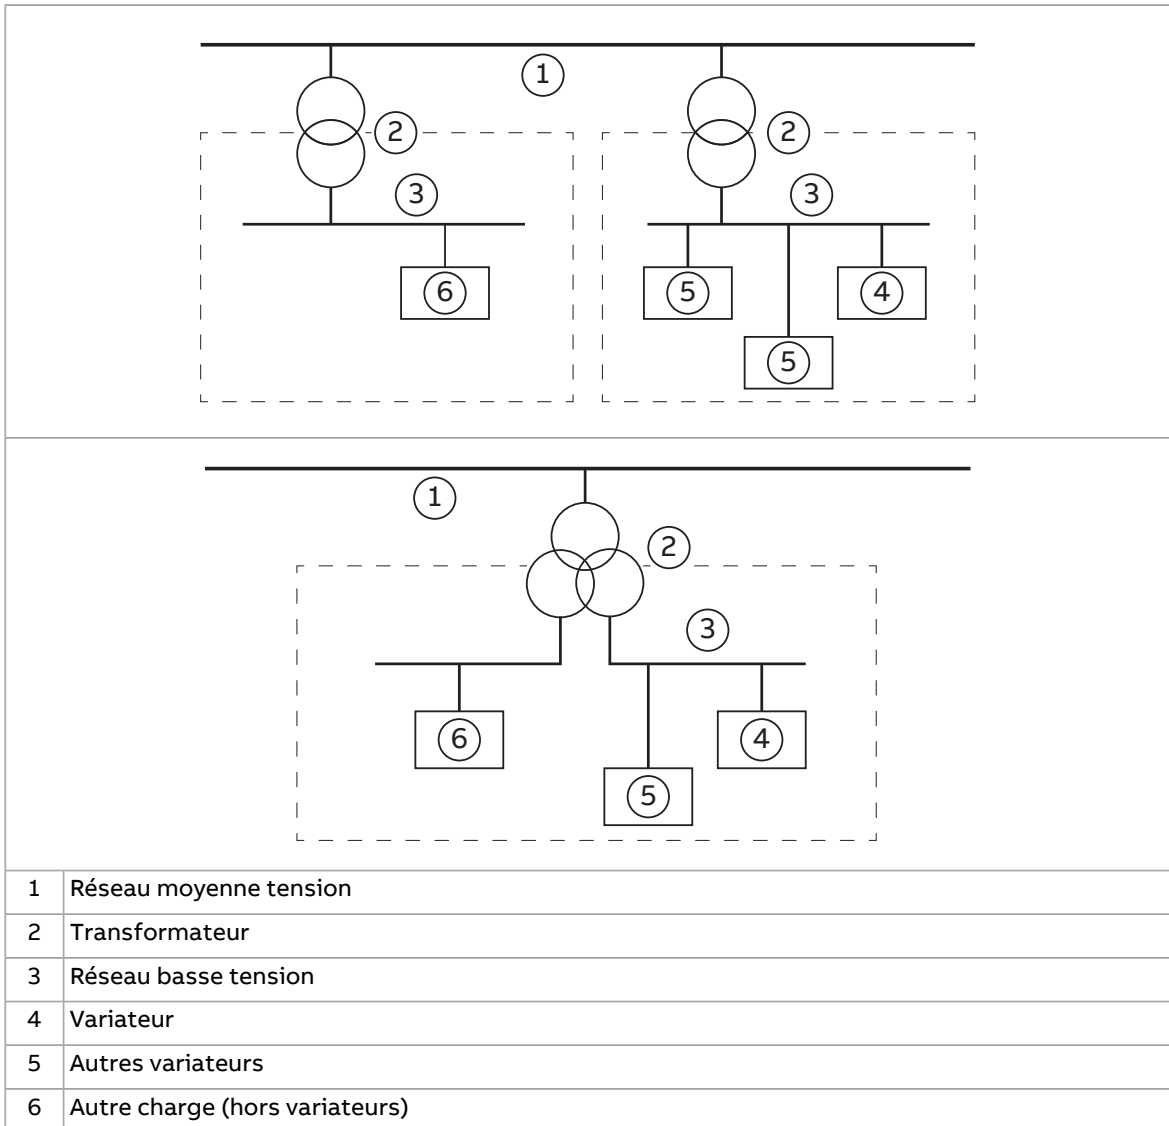 1
2
2
3
3
6
5
4
5
1
2
3
6
4
5
1 Réseau moyenne tension
2 Transformateur
3 Réseau basse tension
4 Variateur
5 Autres variateurs
6 Autre charge (hors variateurs)